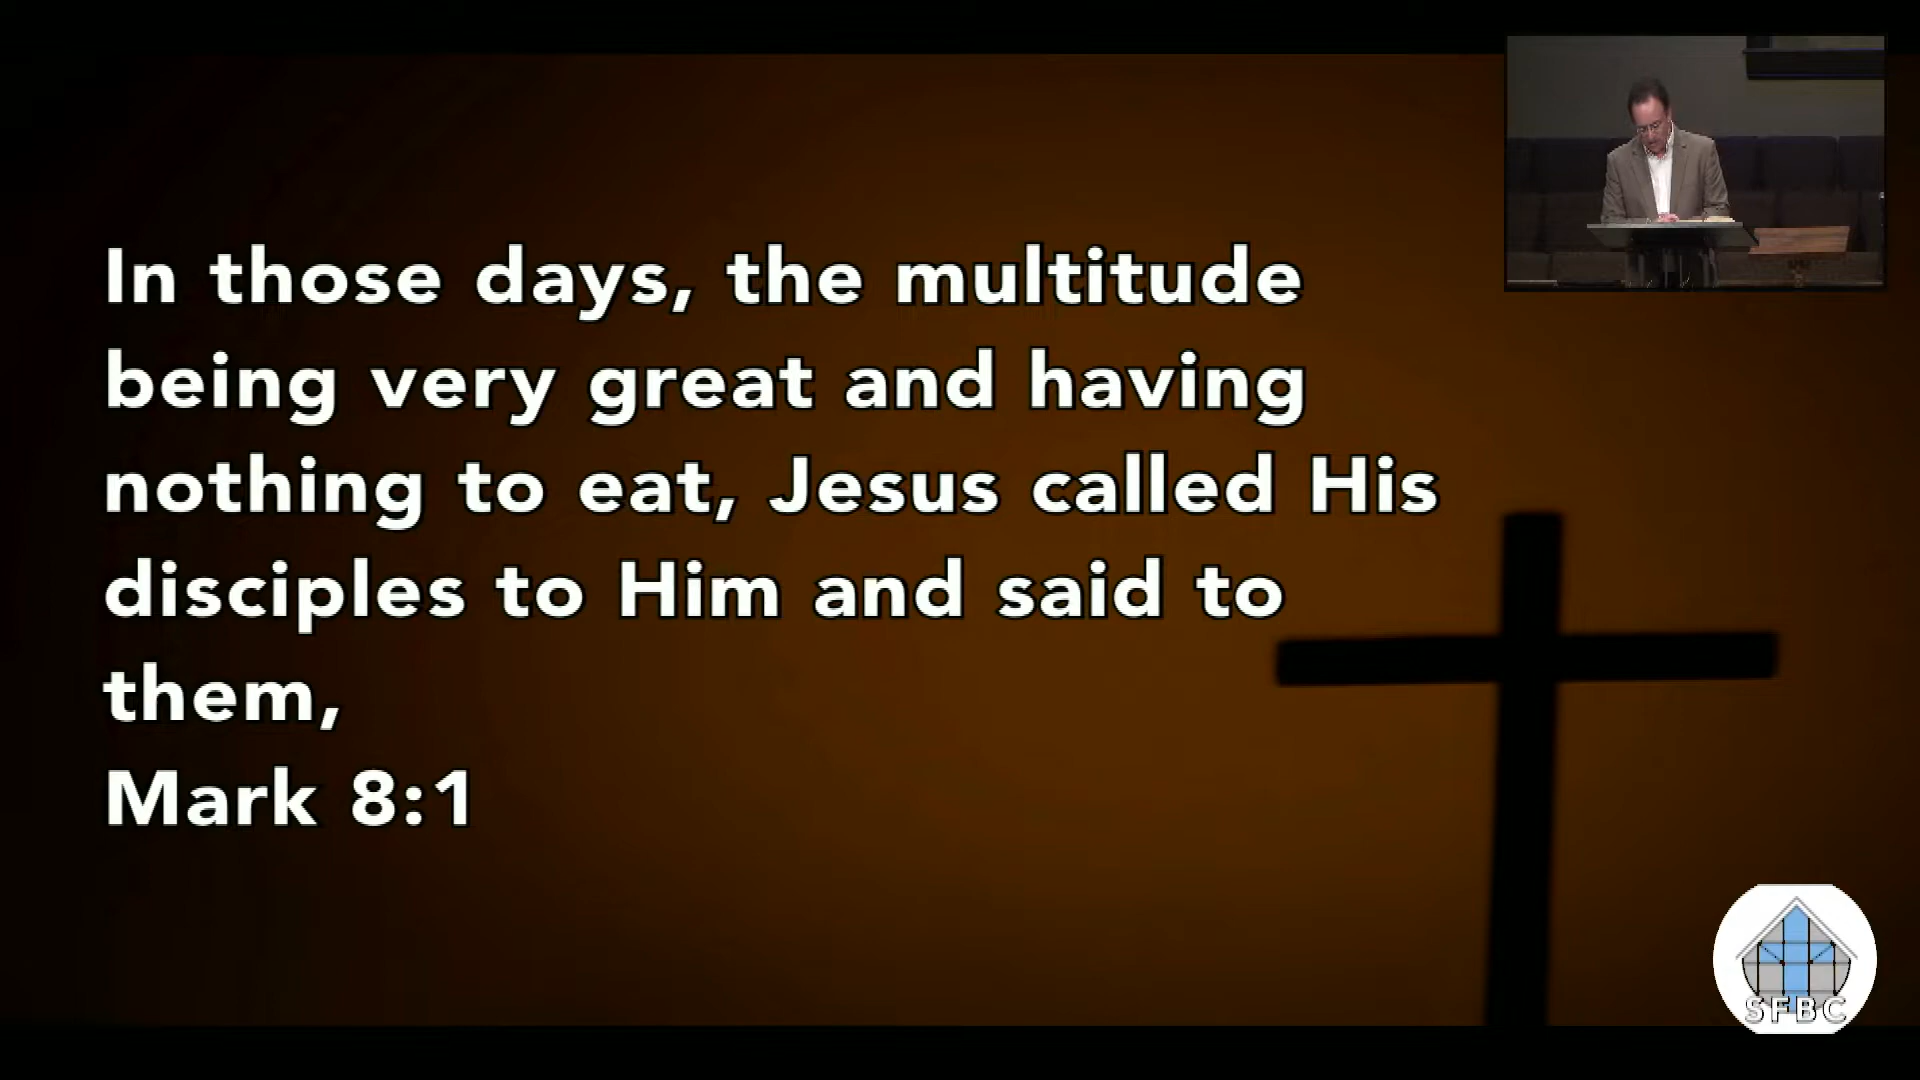 In those days, the multitude
being very great and having
nothing to eat, Jesus called His
disciples to Him and said to
them,
Mark 8:1
SFBC